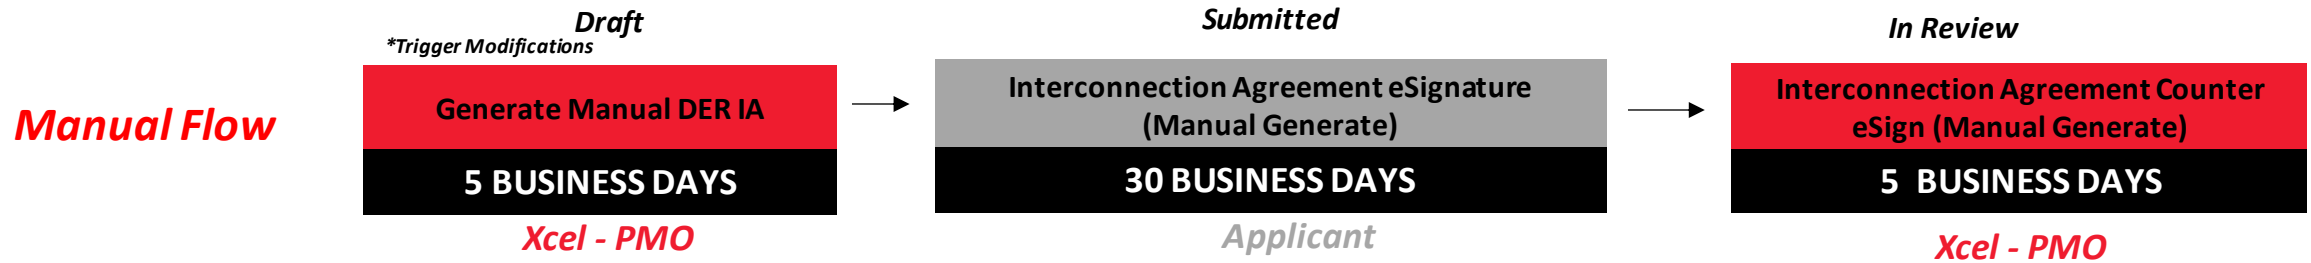 Manual Flow
Draft
*Trigger Modifications
Generate Manual DER IA
5 BUSINESS DAYS
Xcel - PMO
Submitted
Interconnection Agreement eSignature
(Manual Generate)
30 BUSINESS DAYS
Applicant
In Review
Interconnection Agreement Counter
eSign (Manual Generate)
5 BUSINESS DAYS
Xcel - PMO